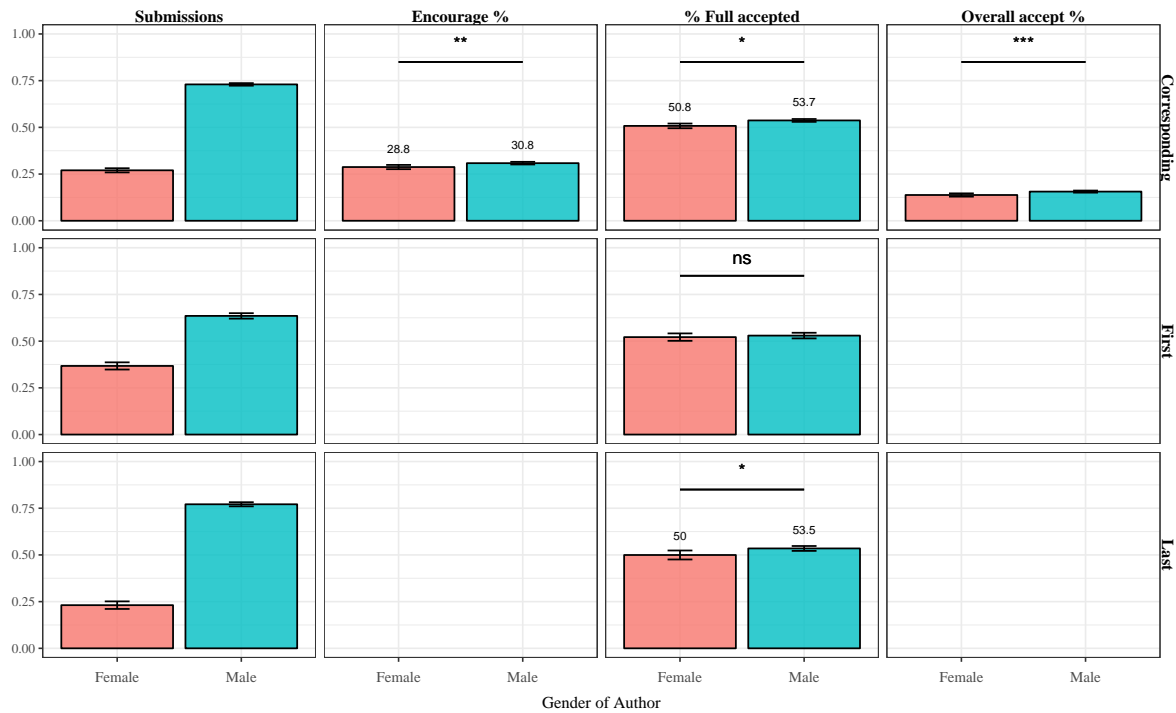 Submissions Encourage % % Full accepted Overall accept %
1.00 ** * ***
0.75
0.50 50.8 53.7
0.25 28.8 30.8
0.00
Corresponding
1.00 ns
0.75
0.50
0.25
0.00
First
1.00 *
0.75
0.50 50 53.5
0.25
0.00
Last
Female Male Female Male Female Male Female Male
Gender of Author